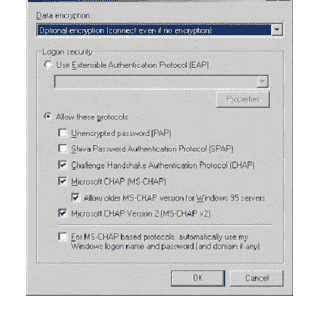 Data encryption:
Optional encryption (connect even if no encryption)
Logon security
Use Extensible Authentication Protocol (EAP)
Properties
Allow these protocols
Unencrypted password (PAP)
Shiva Password Authentication Protocol (SPAP)
Challenge Handshake Authentication Protocol (CHAP)
Microsoft CHAP (MS-CHAP)
Allow older MS-CHAP version for Windows 95 servers
Microsoft CHAP Version 2 (MS-CHAP v2)
For MS-CHAP based protocols, automatically use my
Windows logon name and password (and domain if any)
OK
Cancel